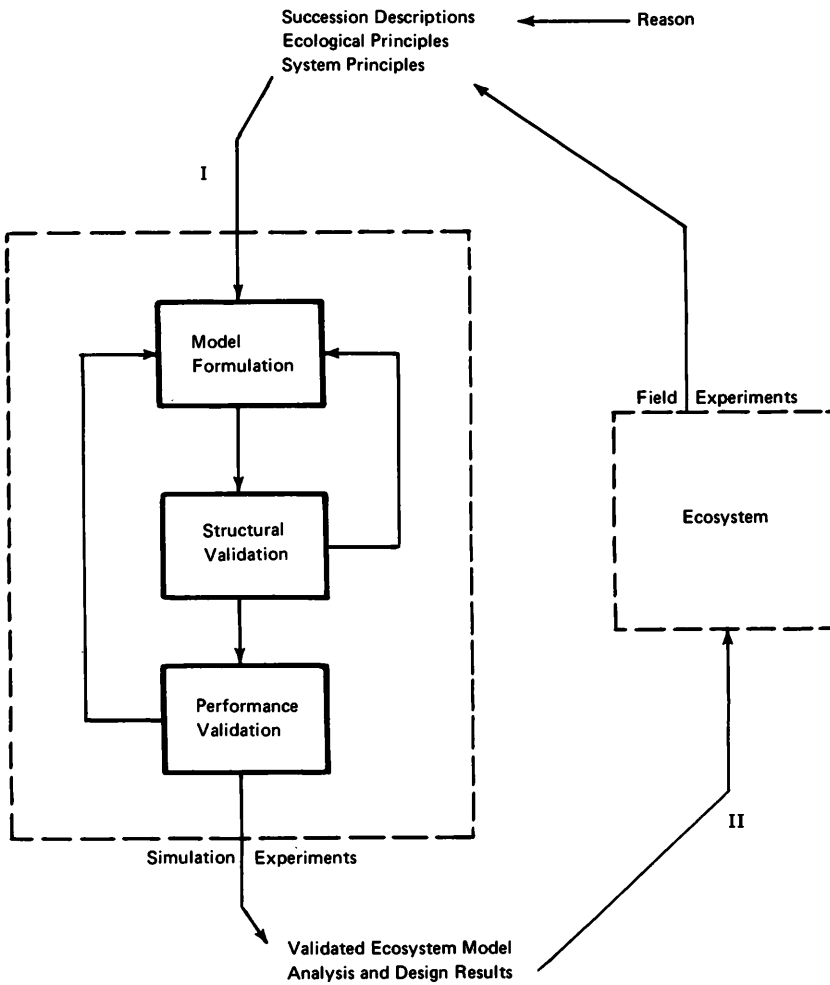 Succession Descriptions
Ecological Principles
System Principles
Reason
I
Model
Formulation
Structural
Validation
Performance
Validation
Simulation Experiments
Field Experiments
Ecosystem
II
Validated Ecosystem Model
Analysis and Design Results